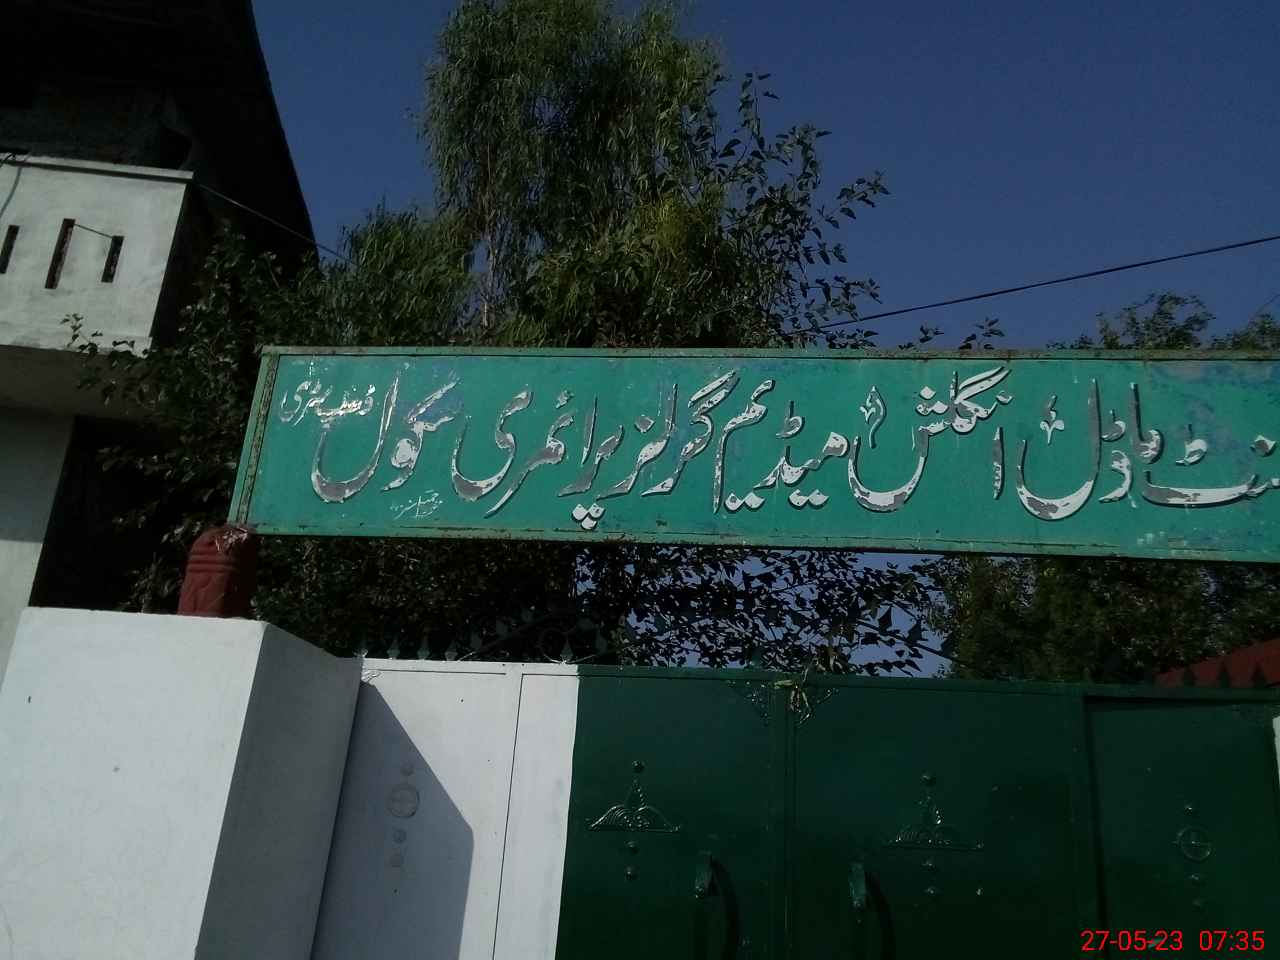 ماڈل انگلش میڈیم گرلز پرائمری سکول
27-05-23 07:35